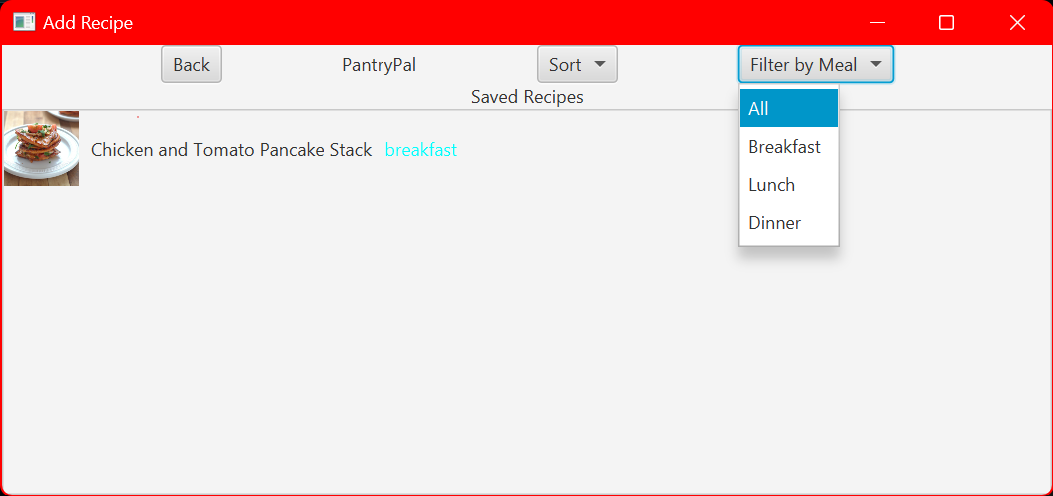 Add Recipe
Back PantryPal Sort Filter by Meal
Saved Recipes
All
Breakfast
Lunch
Dinner
Chicken and Tomato Pancake Stack breakfast